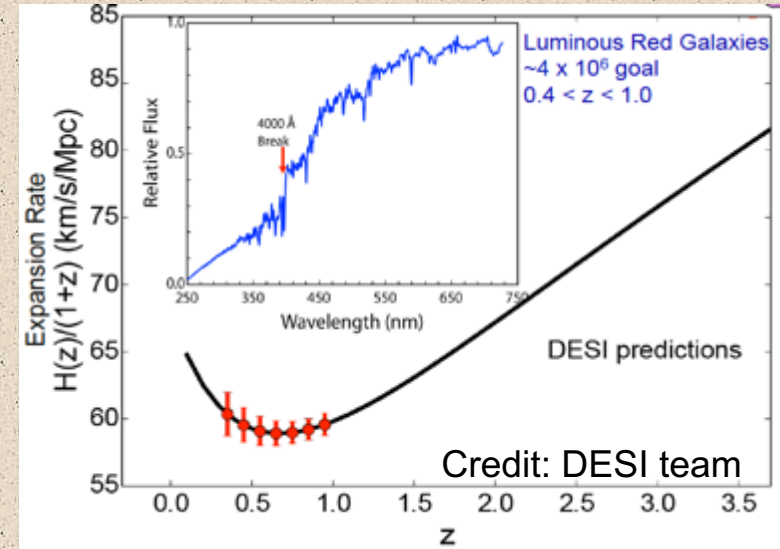 Expansion Rate
H(z)/(1+z) (km/s/Mpc)
85
85
80
75
70
65
60
55
0.0 0.5 1.0 1.5 2.0 2.5 3.0 3.5
z
1.0
0.5
0.0
Relative Flux
4000 Å
Break
250 350 450 550 650 750
Wavelength (nm)
Luminous Red Galaxies
~4 x 10⁶ goal
0.4 < z < 1.0
DESI predictions
Credit: DESI team